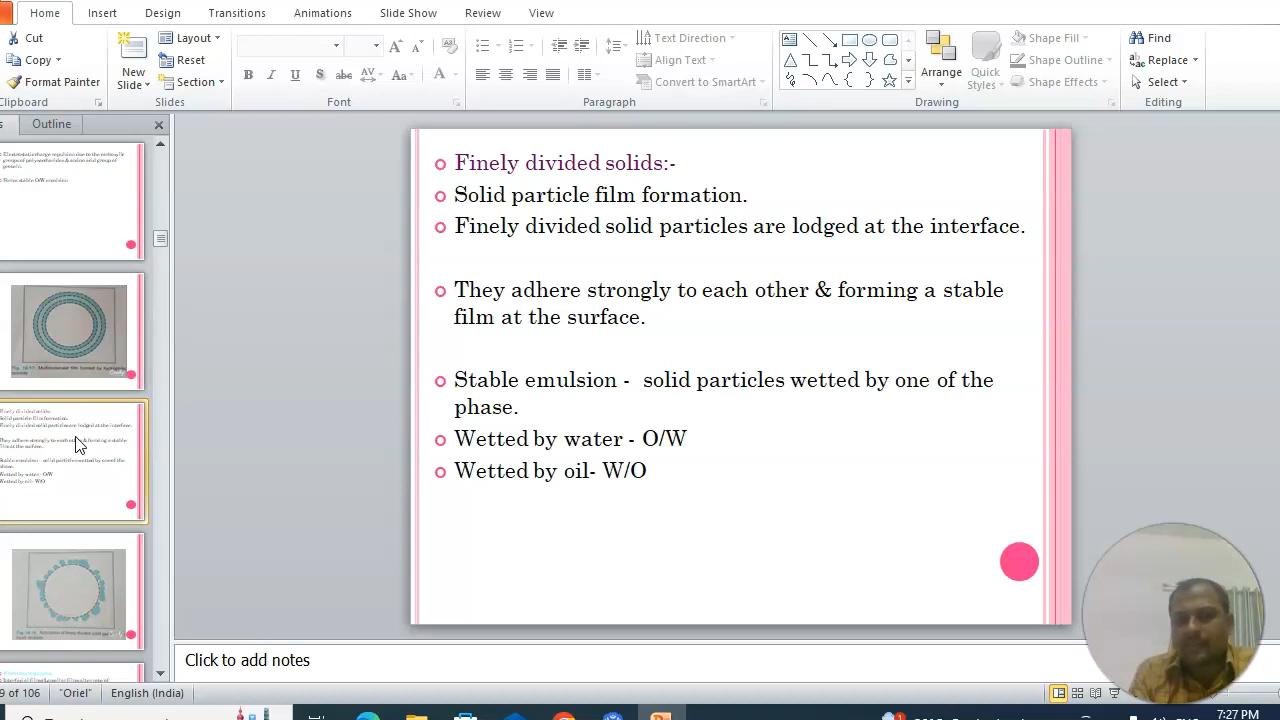 Home Insert Design Transitions Animations Slide Show Review View
Cut
Copy
Format Painter
Clipboard
New
Slide
Layout
Reset
Section
Slides
B I U S abc AV Aa A
Font
Paragraph
Text Direction
Align Text
Convert to SmartArt
Arrange
Quick
Styles
Shape Fill
Shape Outline
Shape Effects
Drawing
Find
Replace
Select
Editing
Outline
Finely divided solids:-
Solid particle film formation.
Finely divided solid particles are lodged at the interface.
They adhere strongly to each other & forming a stable
film at the surface.
Stable emulsion - solid particles wetted by one of the
phase.
Wetted by water - O/W
Wetted by oil- W/O
Click to add notes
9 of 106 "Oriel" English (India)
7:27 PM